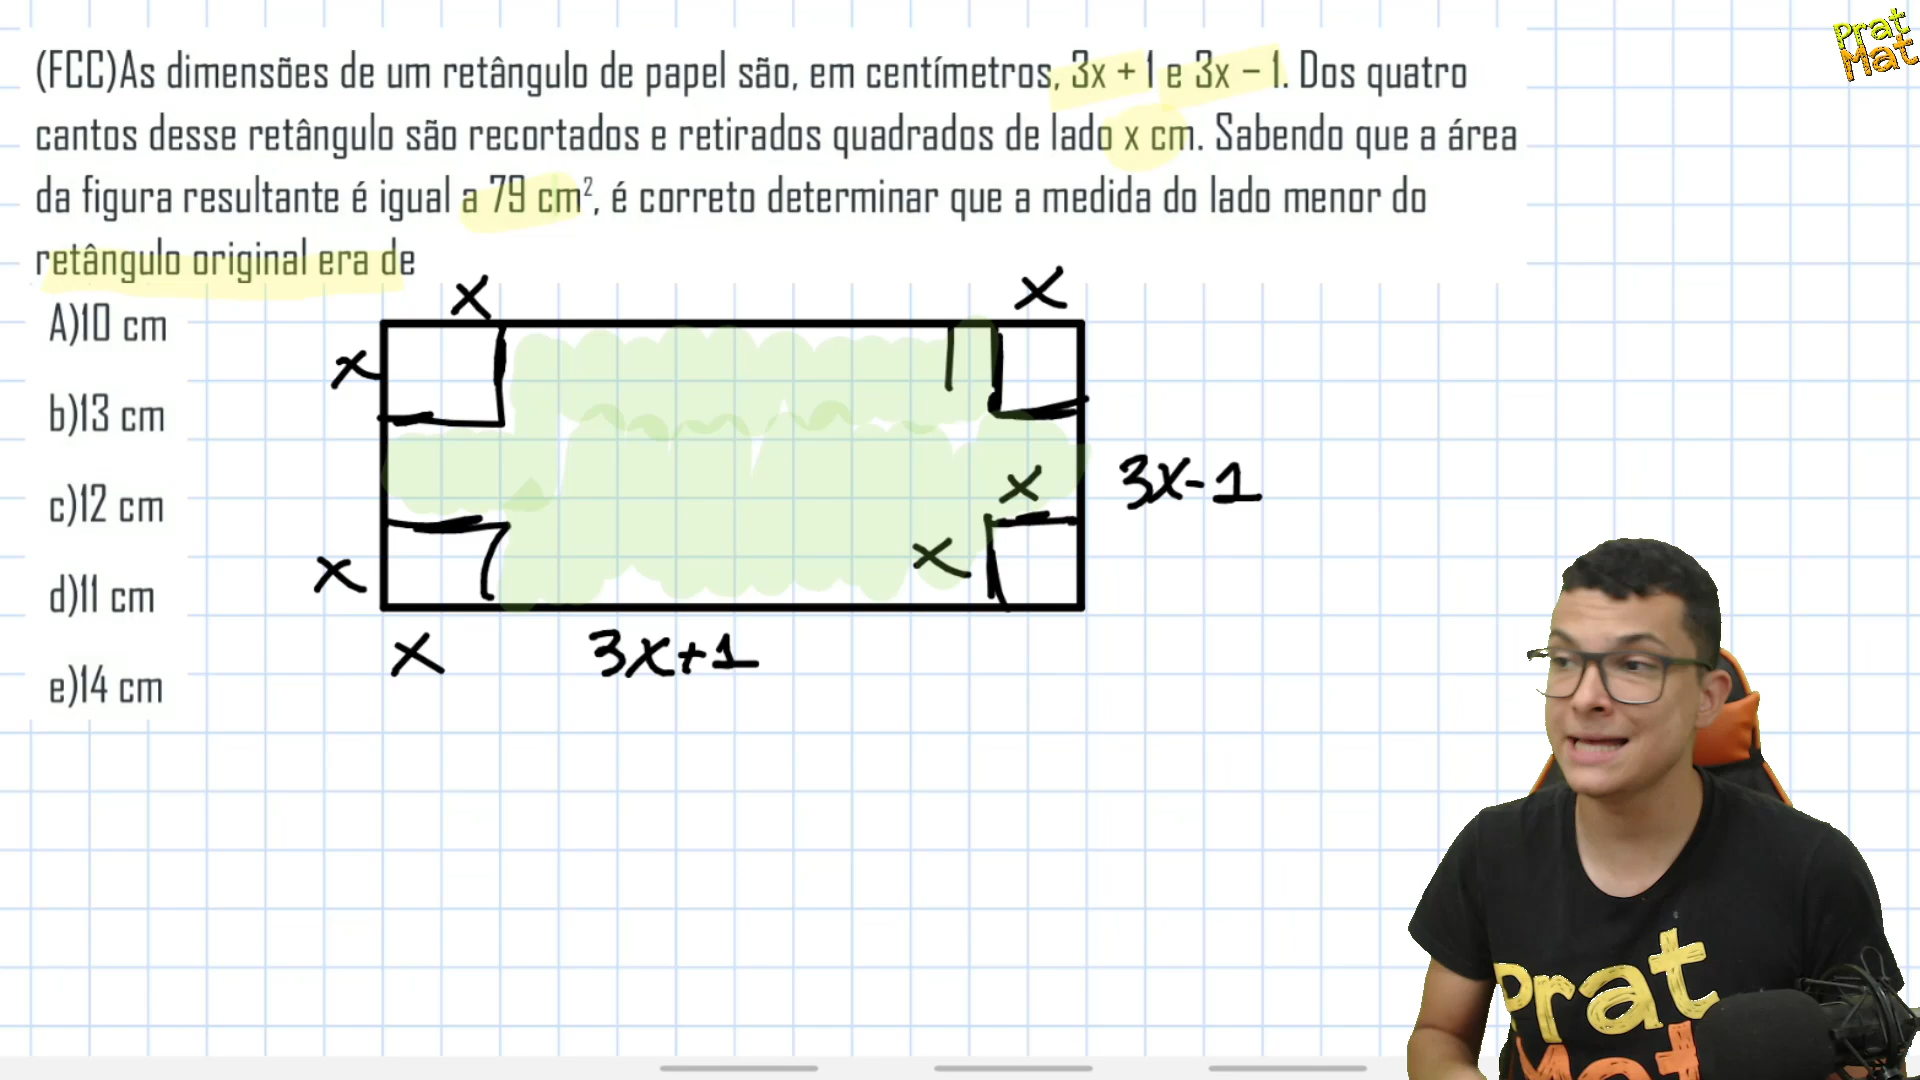 Prat
Mat
(FCC)As dimensões de um retângulo de papel são, em centímetros, 3x + 1 e 3x – 1. Dos quatro
cantos desse retângulo são recortados e retirados quadrados de lado x cm. Sabendo que a área
da figura resultante é igual a 79 cm², é correto determinar que a medida do lado menor do
retângulo original era de
A)10 cm
b)13 cm
c)12 cm
d)11 cm
e)14 cm
x
x
x
x
3x-1
x
x
x
x
3x+1
Prat
Mat